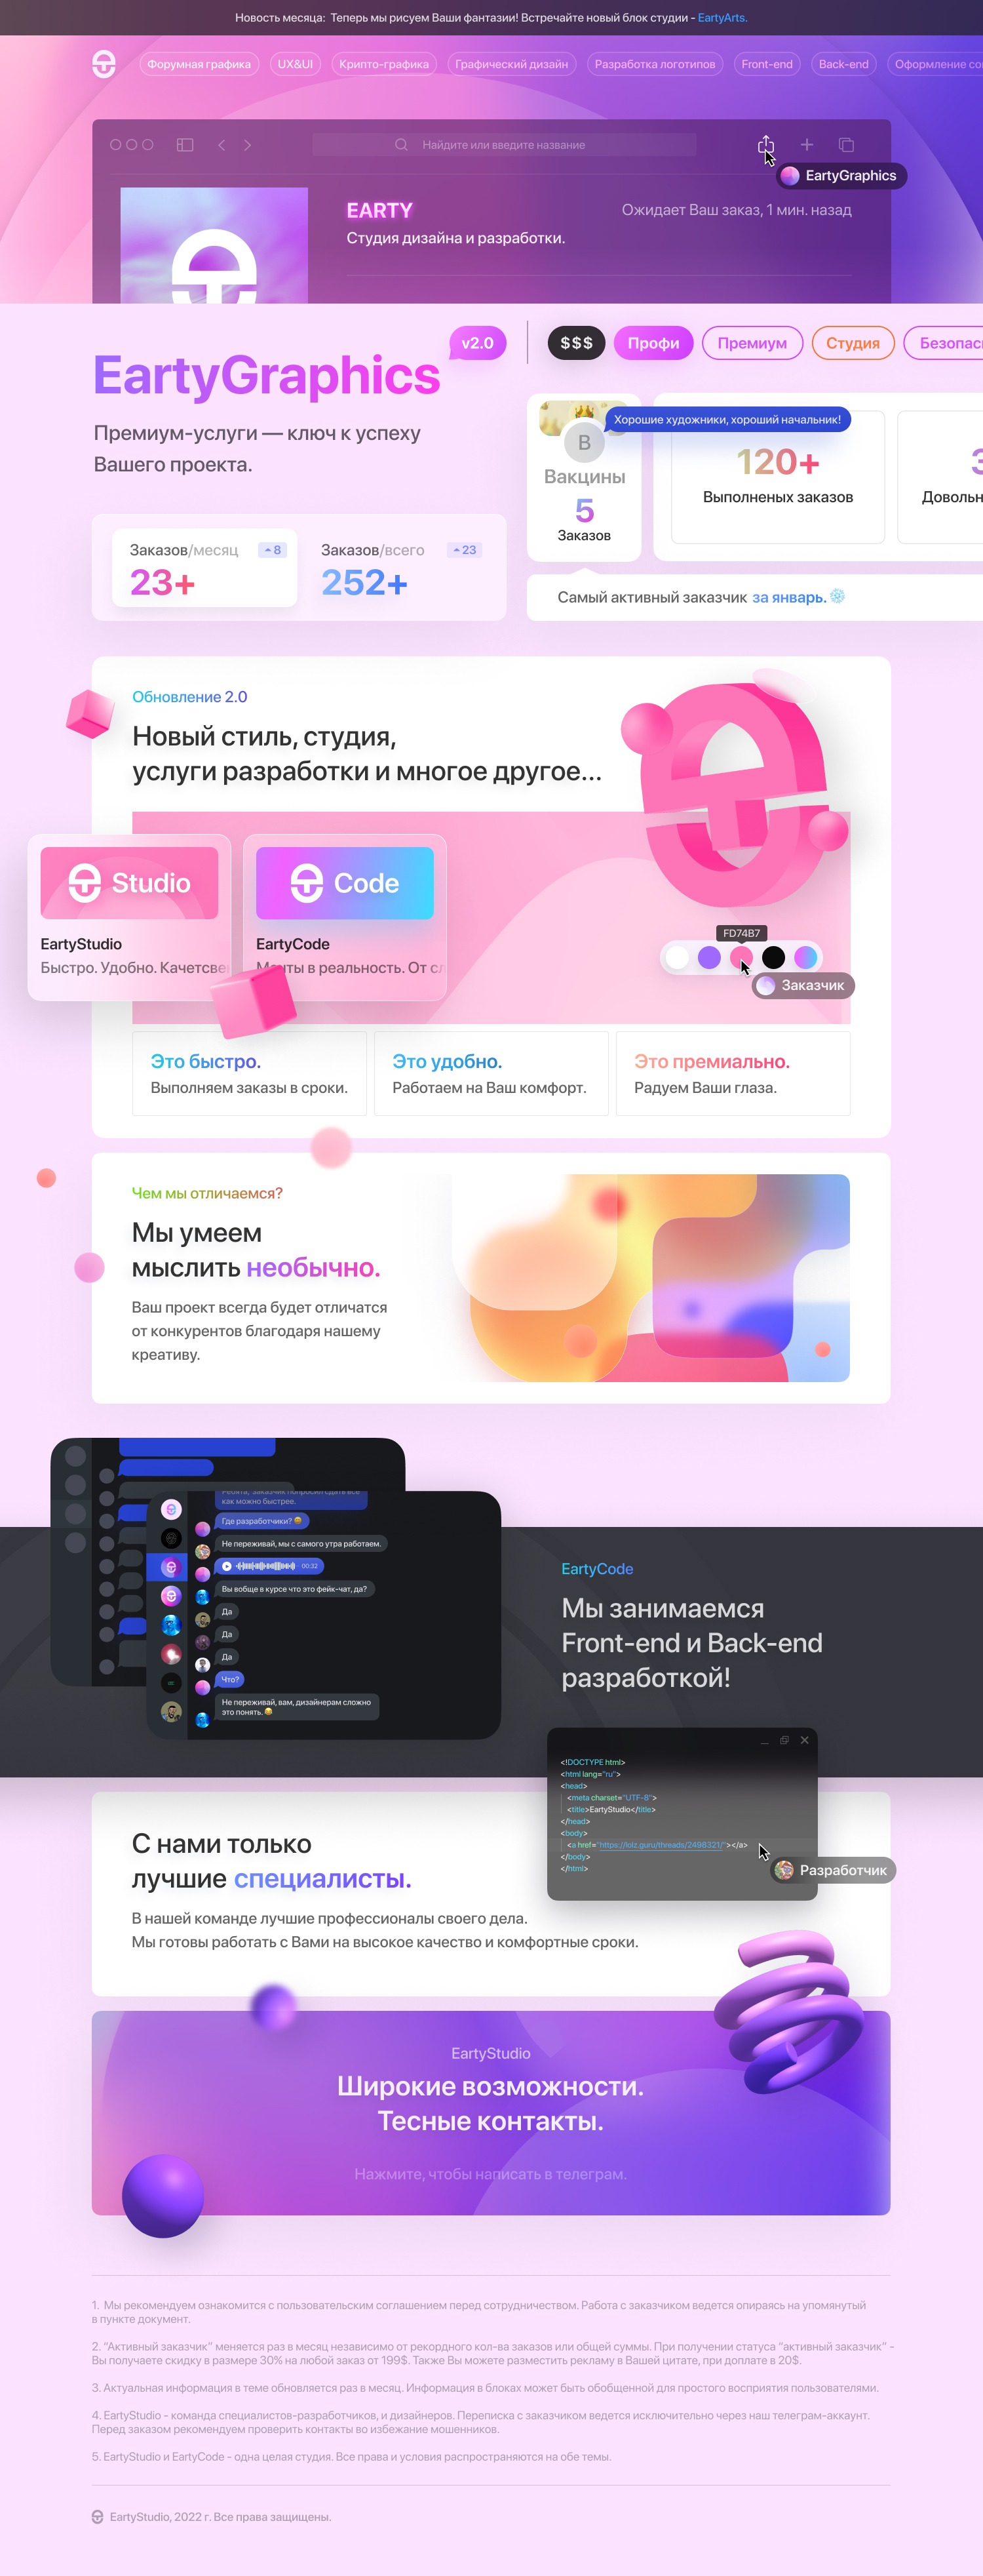 Новость месяца: Теперь мы рисуем Ваши фантазии! Встречайте новый блок студии - EartyArts.
Форумная графика
UX&UI
Крипто-графика
Графический дизайн
Разработка логотипов
Front-end
Back-end
Оформление
Найдите или введите название
EartyGraphics
EARTY
Ожидает Ваш заказ, 1 мин. назад
Студия дизайна и разработки.
v2.0
$$$
Профи
Премиум
Студия
EartyGraphics
Премиум-услуги — ключ к успеху
Вашего проекта.
Хорошие художники, хороший начальник!
В
Вакцины
5
Заказов
120+
Выполненых заказов
Заказов/месяц
8
23+
Заказов/всего
23
252+
Самый активный заказчик за январь.
Обновление 2.0
Новый стиль, студия,
услуги разработки и многое другое...
Studio
EartyStudio
Быстро. Удобно.
Code
EartyCode
Мечты в реальность. От
FD74B7
Заказчик
Это быстро.
Выполняем заказы в сроки.
Это удобно.
Работаем на Ваш комфорт.
Это премиально.
Радуем Ваши глаза.
Чем мы отличаемся?
Мы умеем
мыслить необычно.
Ваш проект всегда будет отличатся
от конкурентов благодаря нашему
креативу.
Ребята, заказчик попросил сдать все
как можно быстрее.
Где разработчики?
Не переживай, мы с самого утра работаем.
00:32
Вы вобще в курсе что это фейк-чат, да?
Да
Да
Да
Что?
Не переживай, вам, дизайнерам сложно
это понять.
EartyCode
Мы занимаемся
Front-end и Back-end
разработкой!
<!DOCTYPE html>
<html lang="ru">
<head>
<meta charset="UTF-8">
<title>EartyStudio</title>
</head>
<body>
<a href="https://lolz.guru/threads/2498321/"></a>
</body>
</html>
Разработчик
С нами только
лучшие специалисты.
В нашей команде лучшие профессионалы своего дела.
Мы готовы работать с Вами на высокое качество и комфортные сроки.
EartyStudio
Широкие возможности.
Тесные контакты.
Нажмите, чтобы написать в телеграм.
1. Мы рекомендуем ознакомится с пользовательским соглашением перед сотрудничеством. Работа с заказчиком ведется опираясь на упомянутый
в пункте документ.
2. "Активный заказчик" меняется раз в месяц независимо от рекордного кол-ва заказов или общей суммы. При получении статуса "активный заказчик" -
Вы получаете скидку в размере 30% на любой заказ от 199$. Также Вы можете разместить рекламу в Вашей цитате, при доплате в 20$.
3. Актуальная информация в теме обновляется раз в месяц. Информация в блоках может быть обобщенной для простого восприятия пользователями.
4. EartyStudio - команда специалистов-разработчиков, и дизайнеров. Переписка с заказчиком ведется исключительно через наш телеграм-аккаунт.
Перед заказом рекомендуем проверить контакты во избежание мошенников.
5. EartyStudio и EartyCode - одна целая студия. Все права и условия распространяются на обе темы.
EartyStudio, 2022 г. Все права защищены.